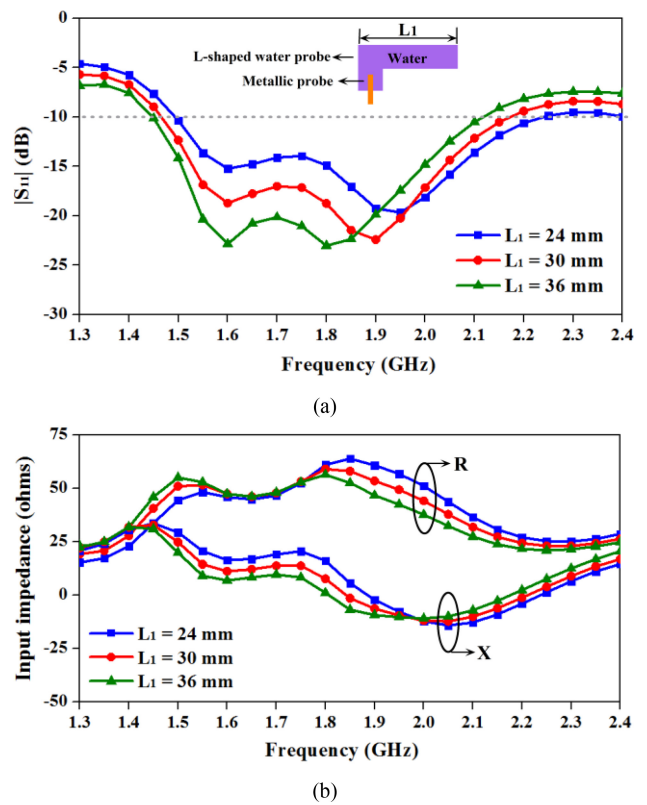 0
-5
-10
-15
-20
-25
-30
|S₁₁| (dB)
L1
L-shaped water probe
Water
Metallic probe
L₁ = 24 mm
L₁ = 30 mm
L₁ = 36 mm
1.3 1.4 1.5 1.6 1.7 1.8 1.9 2.0 2.1 2.2 2.3 2.4
Frequency (GHz)
(a)
75
50
25
0
-25
-50
Input impedance (ohms)
R
X
L₁ = 24 mm
L₁ = 30 mm
L₁ = 36 mm
1.3 1.4 1.5 1.6 1.7 1.8 1.9 2.0 2.1 2.2 2.3 2.4
Frequency (GHz)
(b)